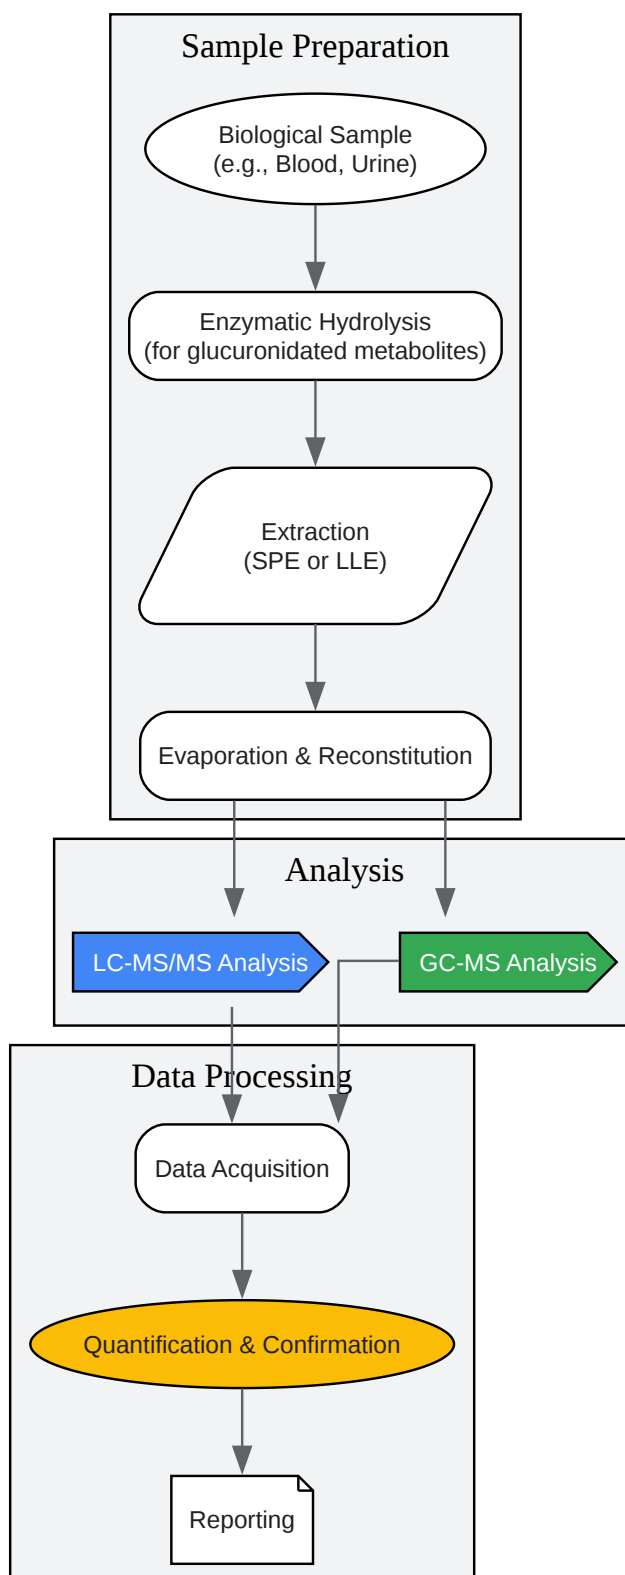 Sample Preparation
Biological Sample
(e.g., Blood, Urine)
Enzymatic Hydrolysis
(for glucuronidated metabolites)
Extraction
(SPE or LLE)
Evaporation & Reconstitution
Analysis
LC-MS/MS Analysis
GC-MS Analysis
Data Processing
Data Acquisition
Quantification & Confirmation
Reporting